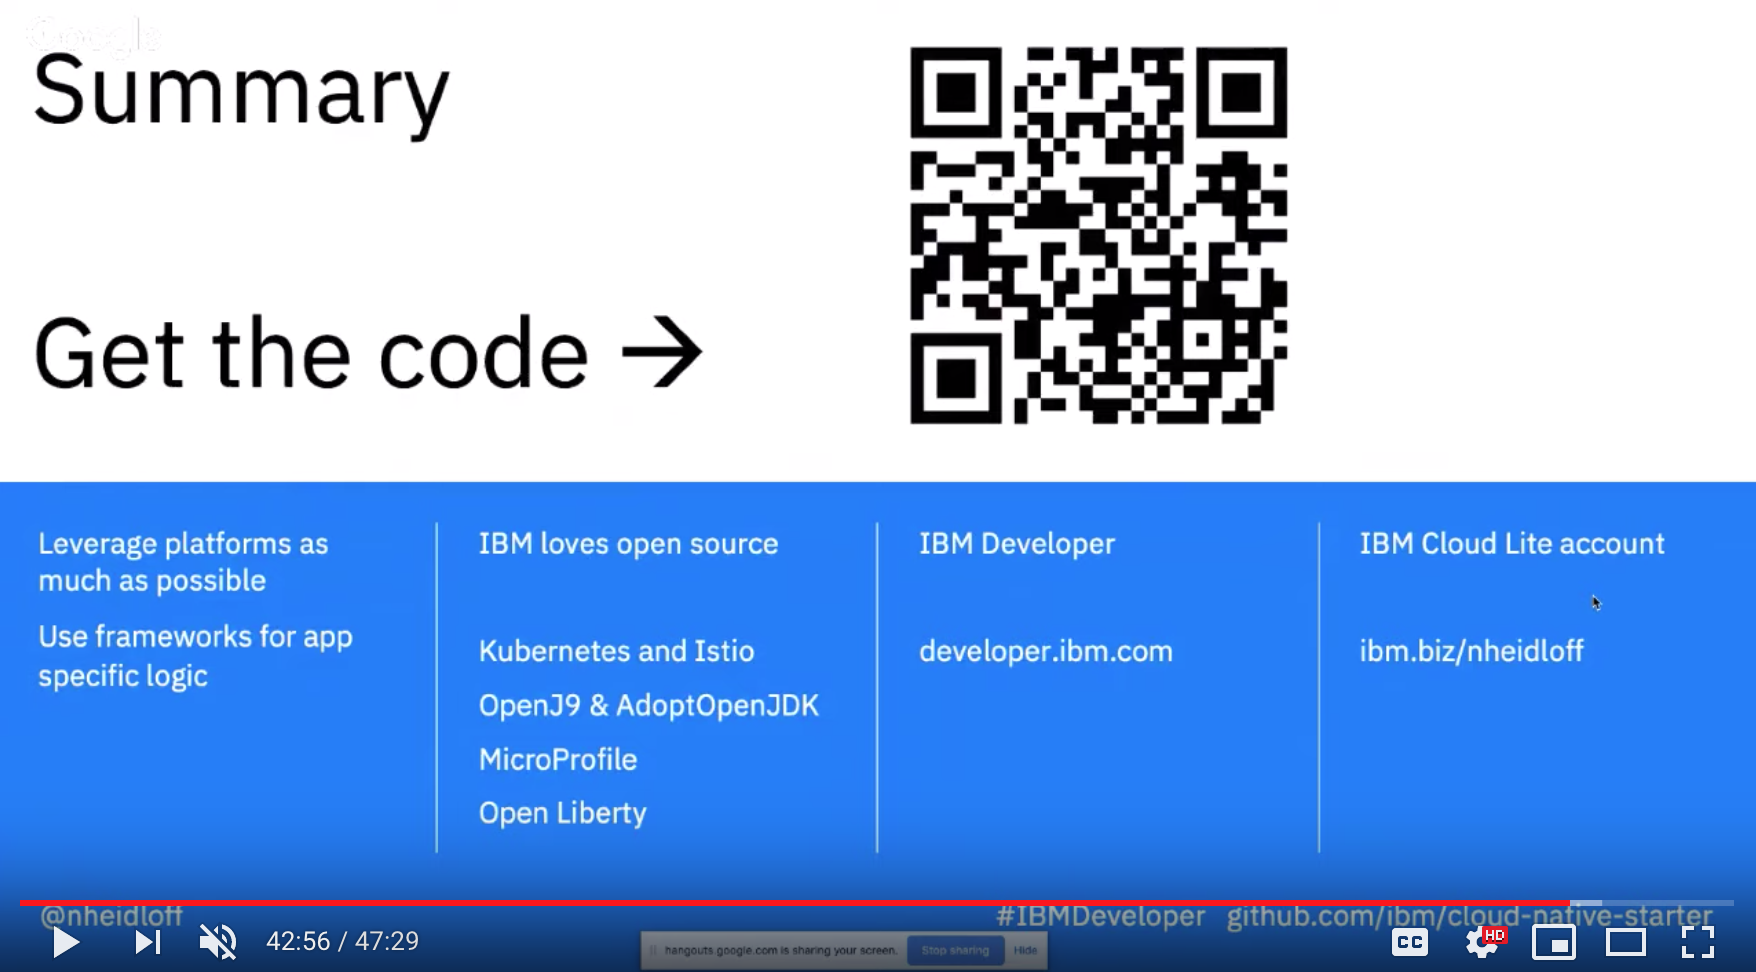 Google
Summary
Get the code →
Leverage platforms as
much as possible
Use frameworks for app
specific logic
IBM loves open source
Kubernetes and Istio
OpenJ9 & AdoptOpenJDK
MicroProfile
Open Liberty
IBM Developer
developer.ibm.com
IBM Cloud Lite account
ibm.biz/nheidloff
@nheidloff
#IBMDeveloper github.com/ibm/cloud-native-starter
42:56 / 47:29
hangouts.google.com is sharing your screen. Stop sharing Hide
CC
HD